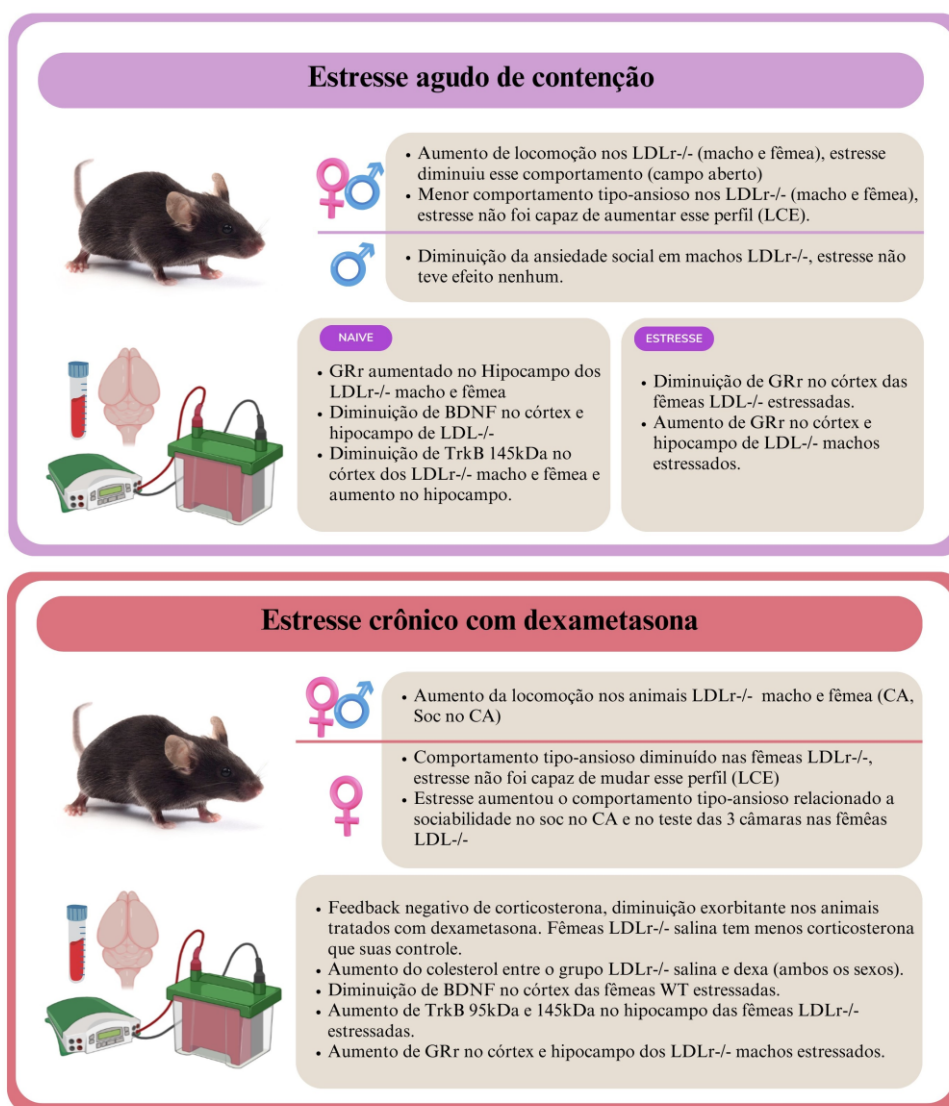 Estresse agudo de contenção
• Aumento de locomoção nos LDLr-/- (macho e fêmea), estresse
diminuiu esse comportamento (campo aberto)
• Menor comportamento tipo-ansioso nos LDLr-/- (macho e fêmea),
estresse não foi capaz de aumentar esse perfil (LCE).
• Diminuição da ansiedade social em machos LDLr-/-, estresse não
teve efeito nenhum.
NAIVE
• GRr aumentado no Hipocampo dos
LDLr-/- macho e fêmea
• Diminuição de BDNF no córtex e
hipocampo de LDL-/-
• Diminuição de TrkB 145kDa no
córtex dos LDLr-/- macho e fêmea e
aumento no hipocampo.
ESTRESSE
• Diminuição de GRr no córtex das
fêmeas LDL-/- estressadas.
• Aumento de GRr no córtex e
hipocampo de LDL-/- machos
estressados.
Estresse crônico com dexametasona
• Aumento da locomoção nos animais LDLr-/- macho e fêmea (CA,
Soc no CA)
• Comportamento tipo-ansioso diminuído nas fêmeas LDLr-/-,
estresse não foi capaz de mudar esse perfil (LCE)
• Estresse aumentou o comportamento tipo-ansioso relacionado a
sociabilidade no soc no CA e no teste das 3 câmaras nas fêmêas
LDL-/-
• Feedback negativo de corticosterona, diminuição exorbitante nos animais
tratados com dexametasona. Fêmeas LDLr-/- salina tem menos corticosterona
que suas controle.
• Aumento do colesterol entre o grupo LDLr-/- salina e dexa (ambos os sexos).
• Diminuição de BDNF no córtex das fêmeas WT estressadas.
• Aumento de TrkB 95kDa e 145kDa no hipocampo das fêmeas LDLr-/-
estressadas.
• Aumento de GRr no córtex e hipocampo dos LDLr-/- machos estressados.